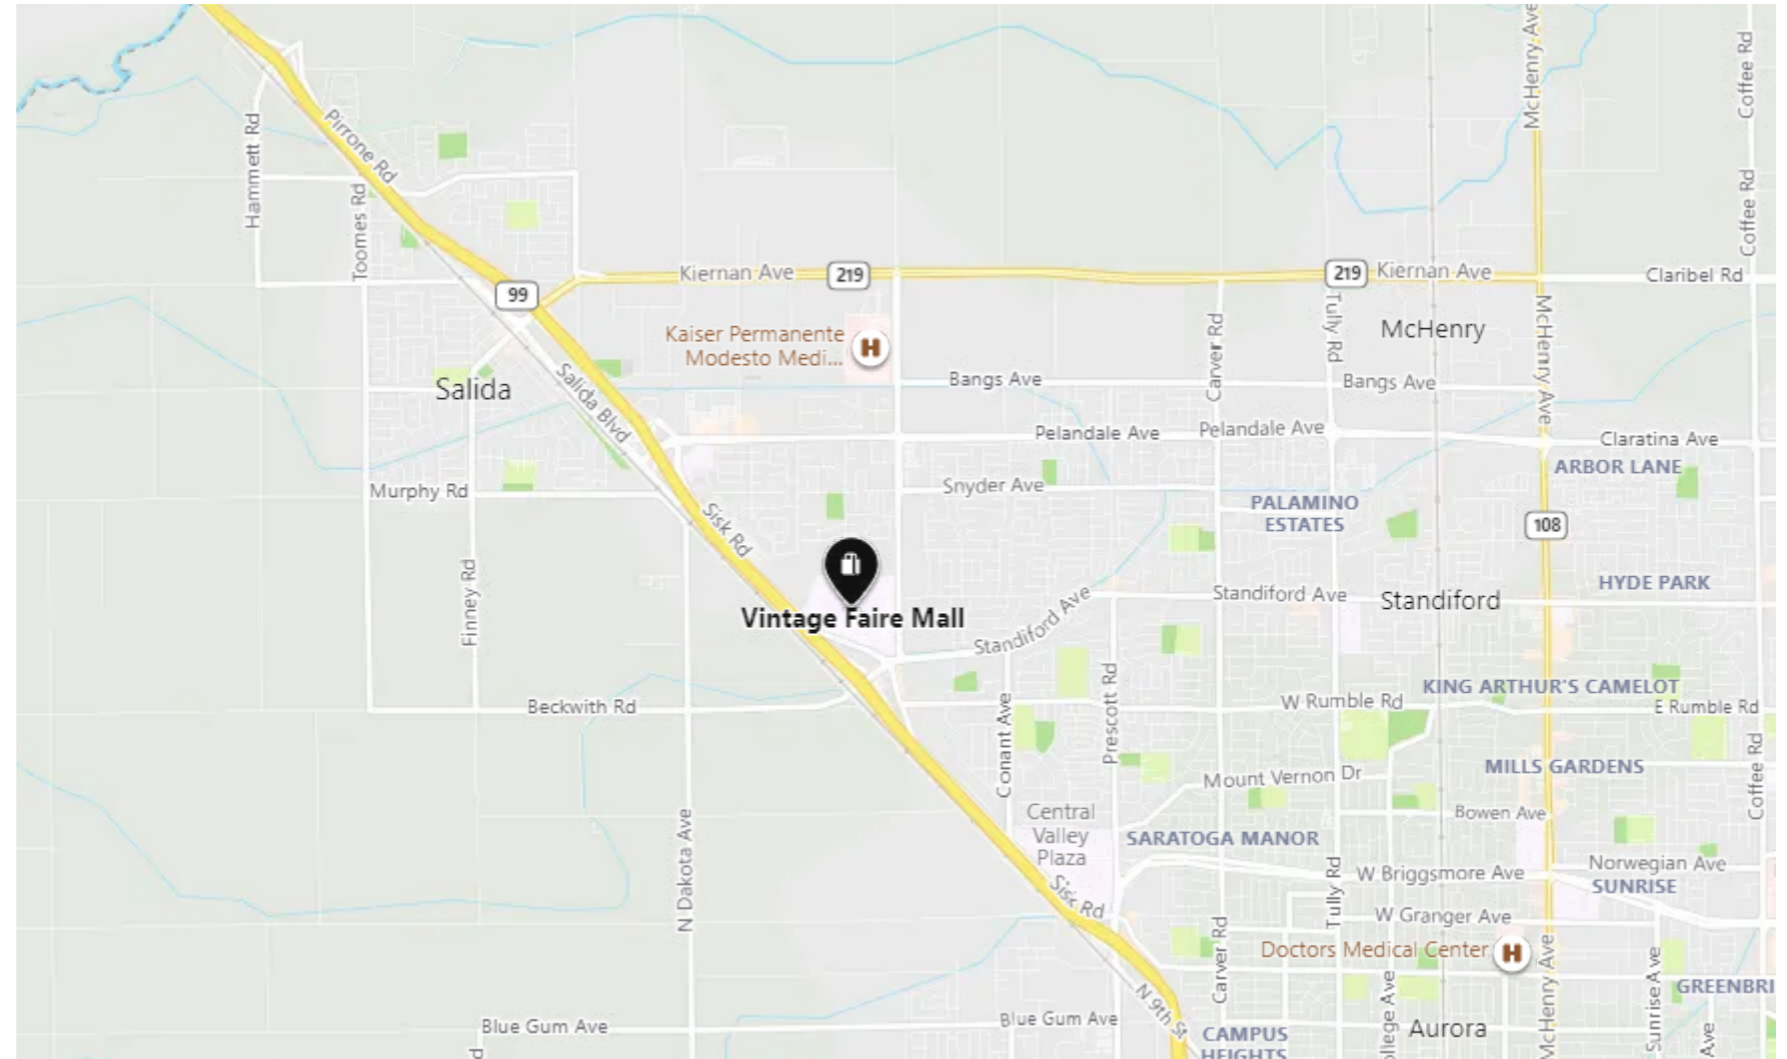 McHenry Ave
Coffee Rd
Pirrone Rd
Hammett Rd
Toomes Rd
Coffee Rd
99
Kiernan Ave
219
219
Kiernan Ave
Claribel Rd
Kaiser Permanente
Modesto Medi...
Carver Rd
Tully Rd
McHenry
McHenry Ave
Salida
Salida Blvd
Bangs Ave
Bangs Ave
Pelandale Ave
Pelandale Ave
Claratina Ave
ARBOR LANE
Murphy Rd
Snyder Ave
PALAMINO
ESTATES
Sisk Rd
108
Finney Rd
Vintage Faire Mall
Standiford Ave
Standiford Ave
Standiford
HYDE PARK
Beckwith Rd
Conant Ave
Prescott Rd
W Rumble Rd
KING ARTHUR'S CAMELOT
E Rumble Rd
Mount Vernon Dr
MILLS GARDENS
Coffee Rd
N Dakota Ave
Central
Valley
Plaza
SARATOGA MANOR
Bowen Ave
Sisk Rd
Tully Rd
W Briggsmore Ave
Norwegian Ave
SUNRISE
W Granger Ave
Carver Rd
Doctors Medical Center
H
H
McHenry Ave
Sunrise Ave
GREENBRI
Blue Gum Ave
Blue Gum Ave
N 9th St
CAMPUS
HEIGHTS
llege Ave
Aurora
Ave
d